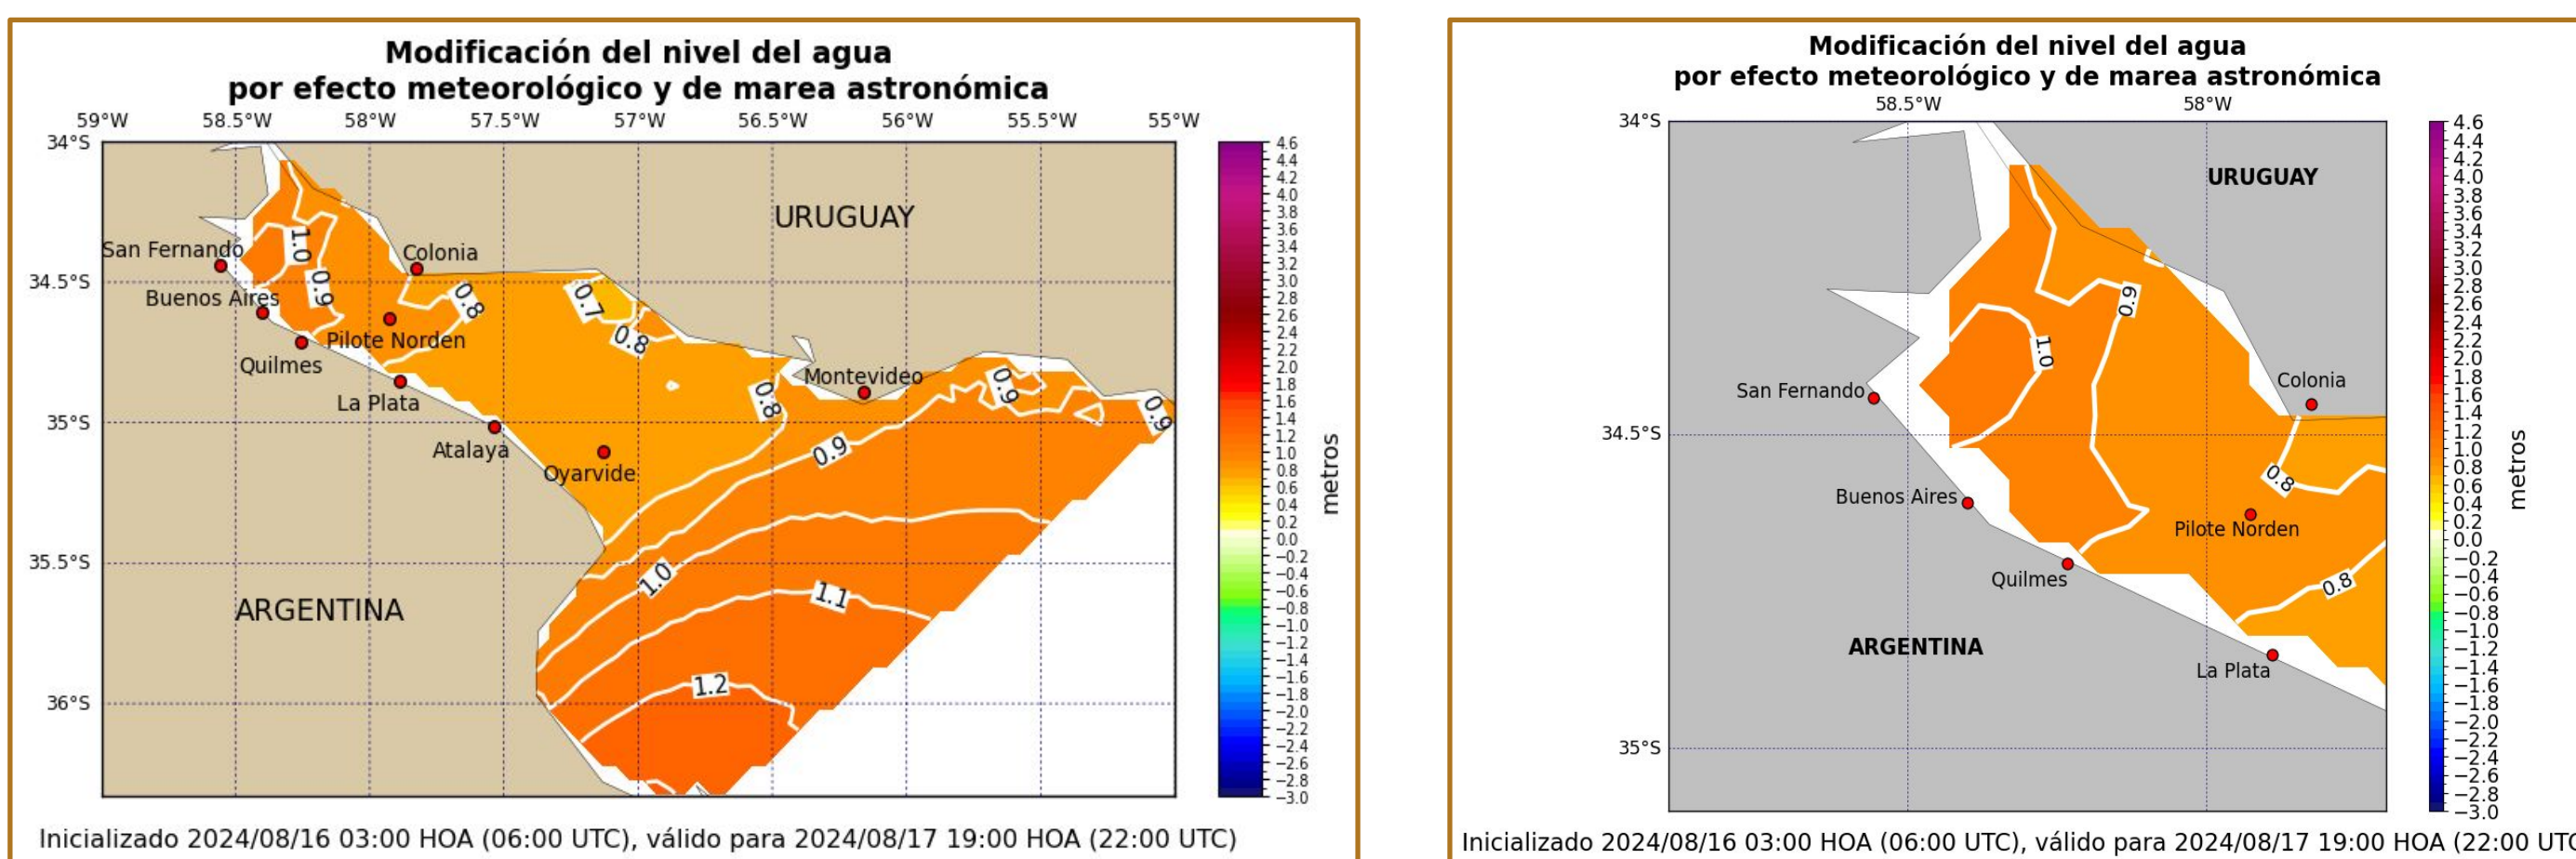 Modificación del nivel del agua
por efecto meteorológico y de marea astronómica
59°W 58.5°W 58°W 57.5°W 57°W 56.5°W 56°W 55.5°W 55°W
34°S
34.5°S
35°S
35.5°S
36°S
URUGUAY
San Fernando
Colonia
Buenos Aires
Pilote Norden
Quilmes
La Plata
Montevideo
Atalaya
Oyarvide
ARGENTINA
1.0
0.9
0.8
0.7
0.8
0.8
0.9
0.9
0.9
1.0
1.1
1.2
4.6
4.4
4.2
4.0
3.8
3.6
3.4
3.2
3.0
2.8
2.6
2.4
2.2
2.0
1.8
1.6
1.4
1.2
1.0
0.8
0.6
0.4
0.2
0.0
−0.2
−0.4
−0.6
−0.8
−1.0
−1.2
−1.4
−1.6
−1.8
−2.0
−2.2
−2.4
−2.6
−2.8
−3.0
metros
Inicializado 2024/08/16 03:00 HOA (06:00 UTC), válido para 2024/08/17 19:00 HOA (22:00 UTC)
Modificación del nivel del agua
por efecto meteorológico y de marea astronómica
58.5°W 58°W
34°S
34.5°S
35°S
URUGUAY
0.9
1.0
San Fernando
Colonia
0.8
Buenos Aires
Pilote Norden
Quilmes
0.8
ARGENTINA
La Plata
4.6
4.4
4.2
4.0
3.8
3.6
3.4
3.2
3.0
2.8
2.6
2.4
2.2
2.0
1.8
1.6
1.4
1.2
1.0
0.8
0.6
0.4
0.2
0.0
−0.2
−0.4
−0.6
−0.8
−1.0
−1.2
−1.4
−1.6
−1.8
−2.0
−2.2
−2.4
−2.6
−2.8
−3.0
metros
Inicializado 2024/08/16 03:00 HOA (06:00 UTC), válido para 2024/08/17 19:00 HOA (22:00 UTC